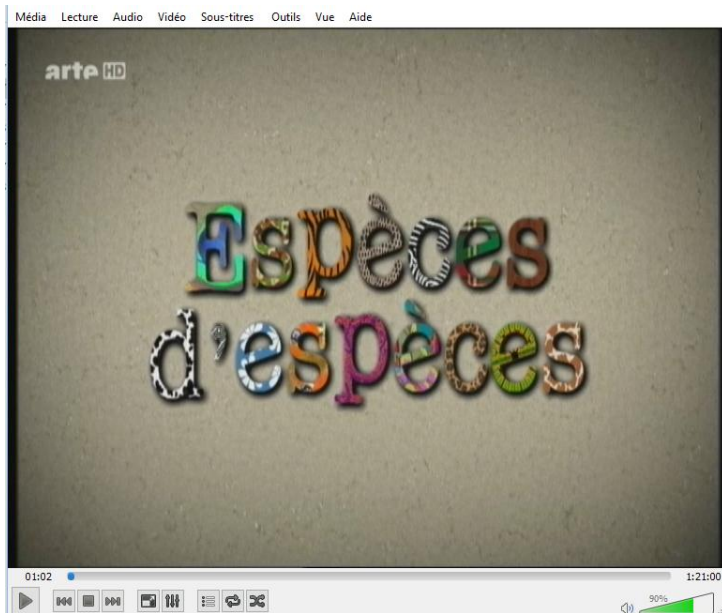 Média Lecture Audio Vidéo Sous-titres Outils Vue Aide
arte HD
Espèces
d'espèces
01:02 1:21:00
90%